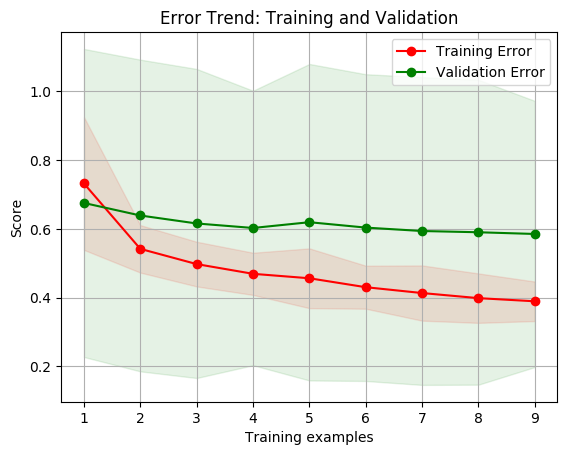 Error Trend: Training and Validation
Training Error
Validation Error
Score
1.0
0.8
0.6
0.4
0.2
1 2 3 4 5 6 7 8 9
Training examples